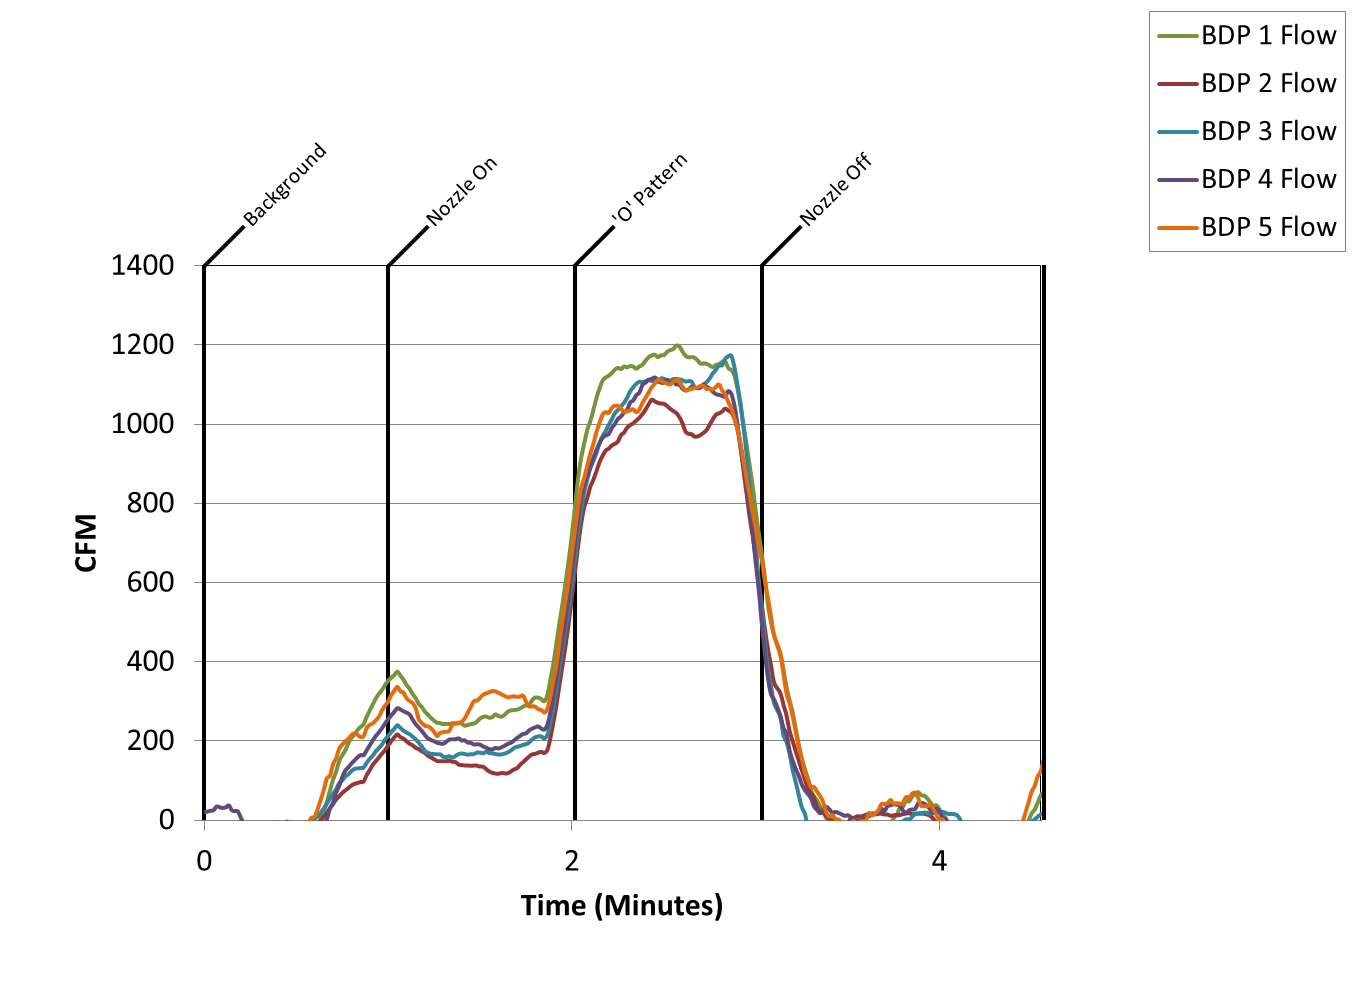 BDP 1 Flow
BDP 2 Flow
BDP 3 Flow
BDP 4 Flow
BDP 5 Flow
Background
Nozzle On
'O' Pattern
Nozzle Off
1400
1200
1000
800
600
400
200
0
CFM
0 2 4
Time (Minutes)